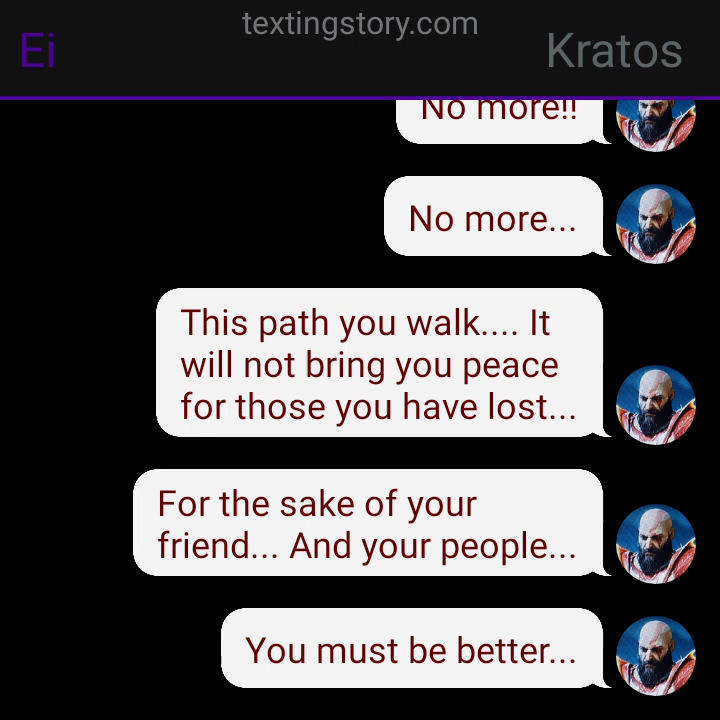 textingstory.com
Ei
Kratos
No more!!
No more...
This path you walk.... It
will not bring you peace
for those you have lost...
For the sake of your
friend... And your people...
You must be better...